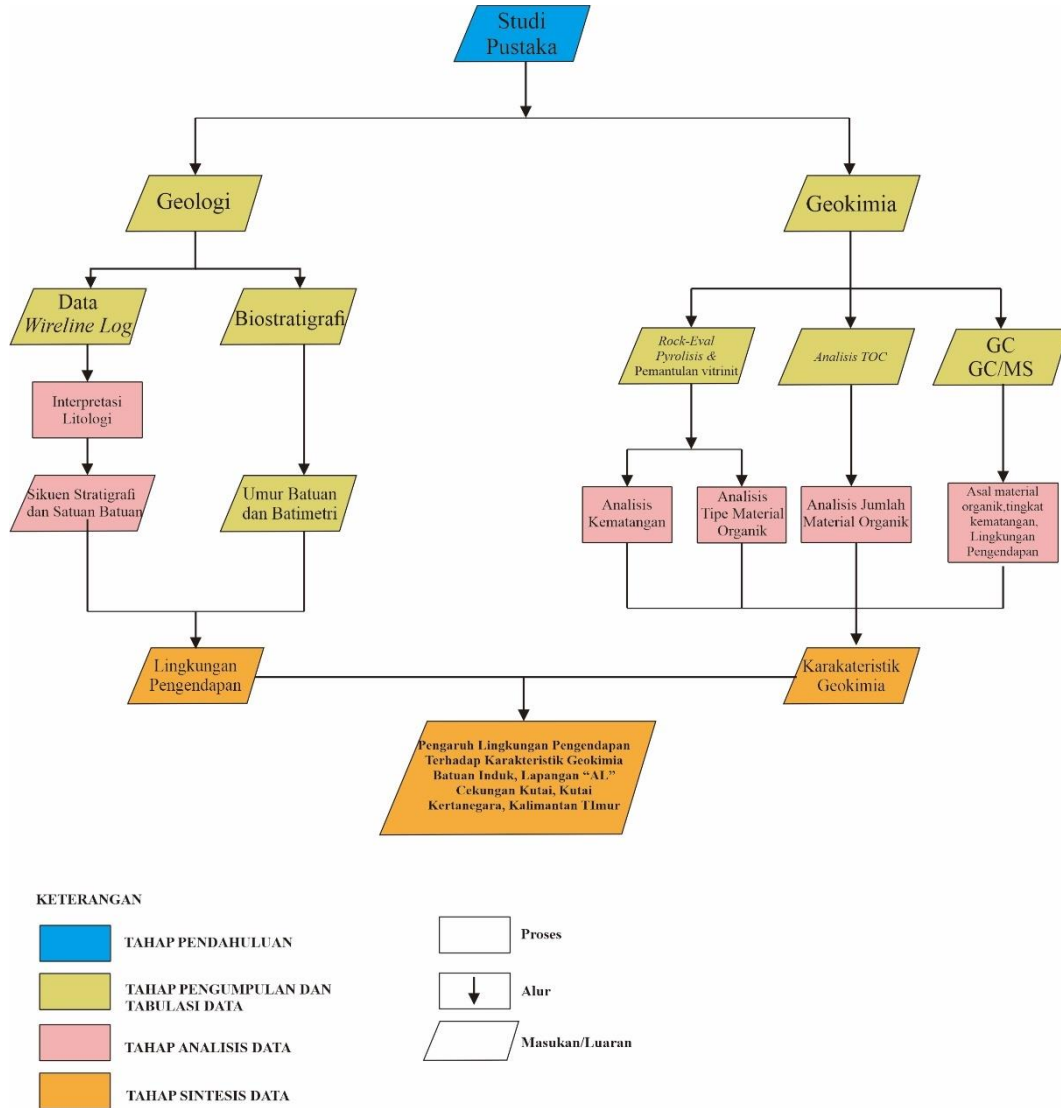 Studi
Pustaka
Geologi
Geokimia
Data
Wireline Log
Biostratigrafi
Rock-Eval
Pyrolisis &
Pemantulan vitrinit
Analisis TOC
GC
GC/MS
Interpretasi
Litologi
Sikuen Stratigrafi
dan Satuan Batuan
Umur Batuan
dan Batimetri
Analisis
Kematangan
Analisis
Tipe Material
Organik
Analisis Jumlah
Material Organik
Asal material
organik,tingkat
kematangan,
Lingkungan
Pengendapan
Lingkungan
Pengendapan
Karakateristik
Geokimia
Pengaruh Lingkungan Pengendapan
Terhadap Karakteristik Geokimia
Batuan Induk, Lapangan “AL”
Cekungan Kutai, Kutai
Kertanegara, Kalimantan TImur
KETERANGAN
TAHAP PENDAHULUAN
TAHAP PENGUMPULAN DAN
TABULASI DATA
TAHAP ANALISIS DATA
TAHAP SINTESIS DATA
Proses
Alur
Masukan/Luaran